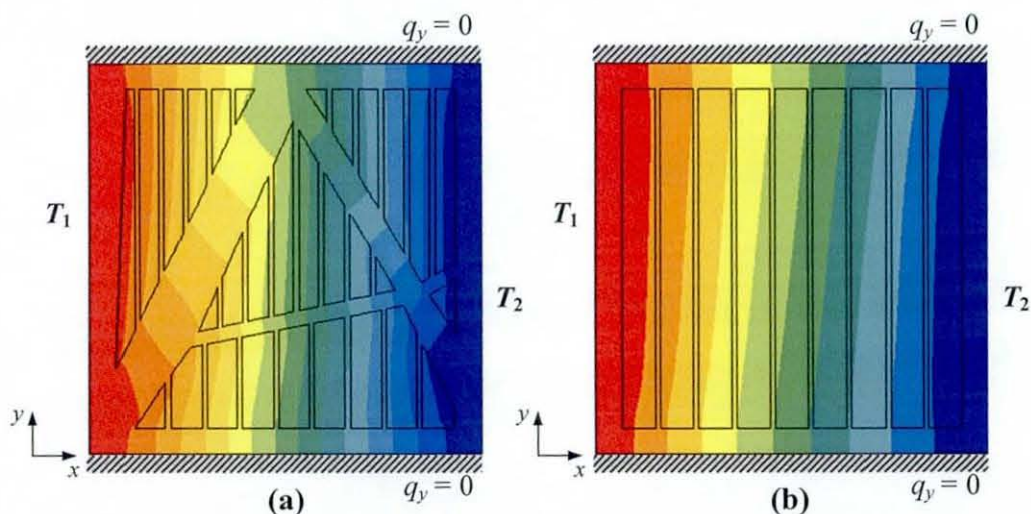 q_y = 0
q_y = 0
T_1
T_1
T_2
T_2
y
x
q_y = 0
y
x
q_y = 0
(a)
(b)